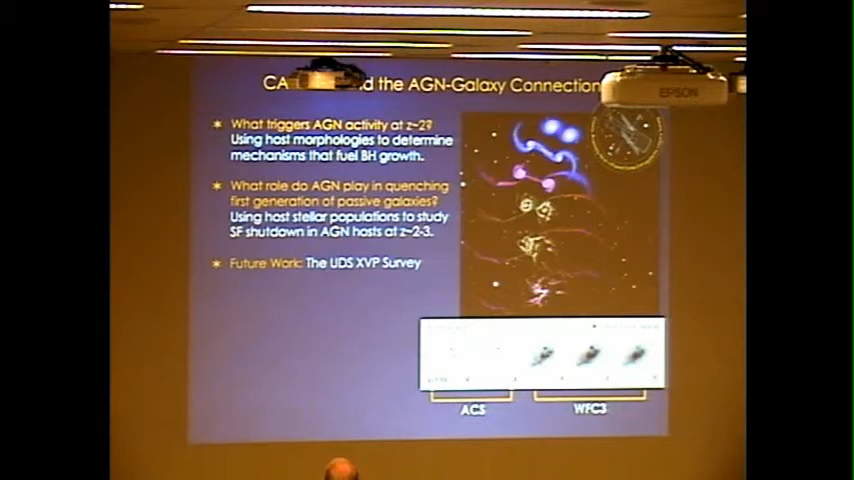 CA d the AGN-Galaxy Connection
EPSON
✶ What triggers AGN activity at z~2?
Using host morphologies to determine
mechanisms that fuel BH growth.
✶ What role do AGN play in quenching
first generation of passive galaxies?
Using host stellar populations to study
SF shutdown in AGN hosts at z~2-3.
✶ Future Work: The UDS XVP Survey
ACS
WFC3